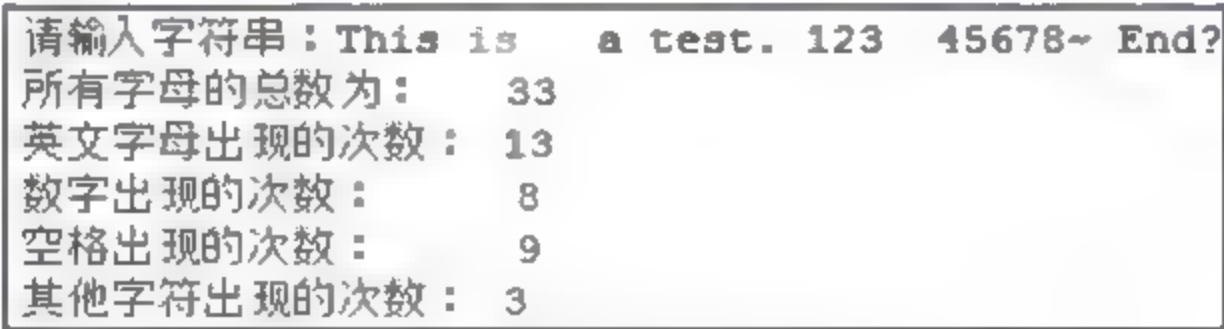 请输入字符串：This is   a test. 123  45678~ End?
所有字母的总数为：    33
英文字母出现的次数： 13
数字出现的次数：      8
空格出现的次数：      9
其他字符出现的次数： 3